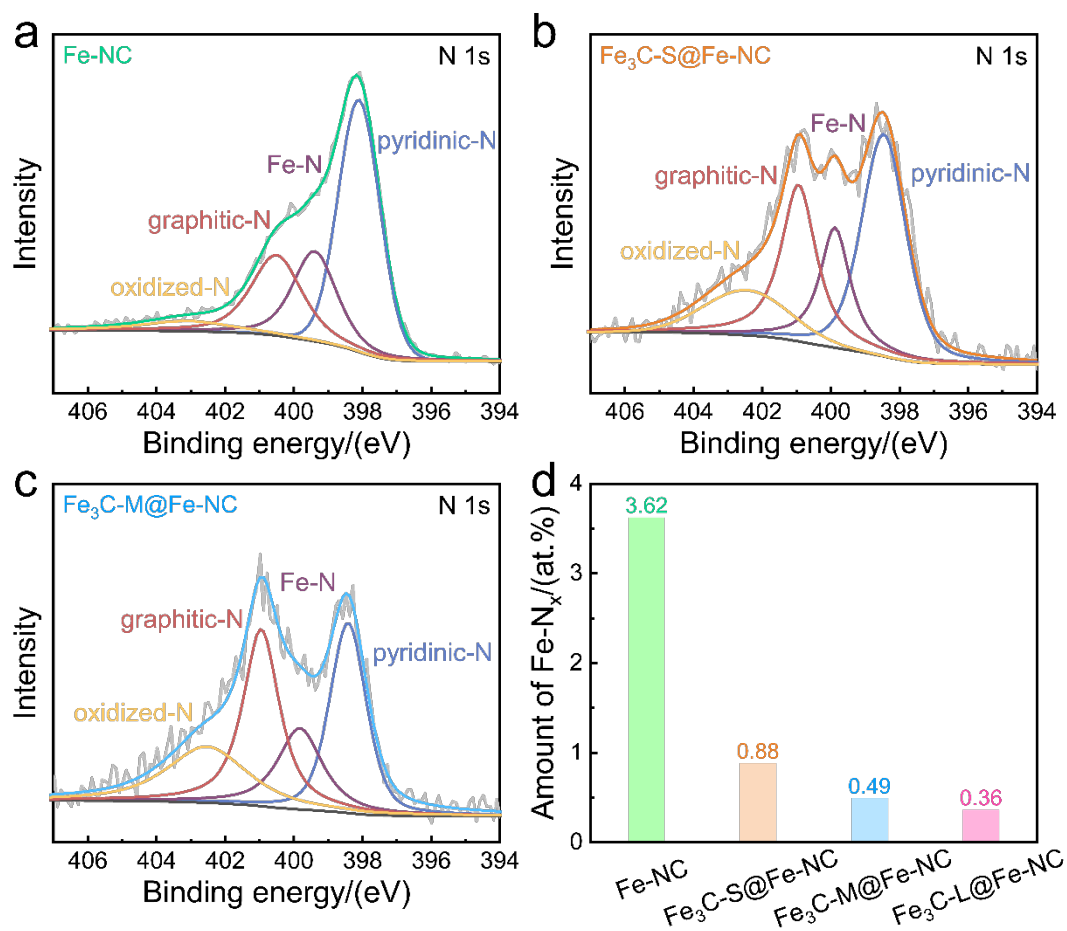 a
Fe-NC
N 1s
pyridinic-N
Fe-N
graphitic-N
oxidized-N
Intensity
406 404 402 400 398 396 394
Binding energy/(eV)
b
Fe₃C-S@Fe-NC
N 1s
Fe-N
graphitic-N
pyridinic-N
oxidized-N
Intensity
406 404 402 400 398 396 394
Binding energy/(eV)
c
Fe₃C-M@Fe-NC
N 1s
Fe-N
graphitic-N
pyridinic-N
oxidized-N
Intensity
406 404 402 400 398 396 394
Binding energy/(eV)
d
Amount of Fe-Nₓ/(at.%)
4
3
2
1
0
3.62
0.88
0.49
0.36
Fe-NC
Fe₃C-S@Fe-NC
Fe₃C-M@Fe-NC
Fe₃C-L@Fe-NC